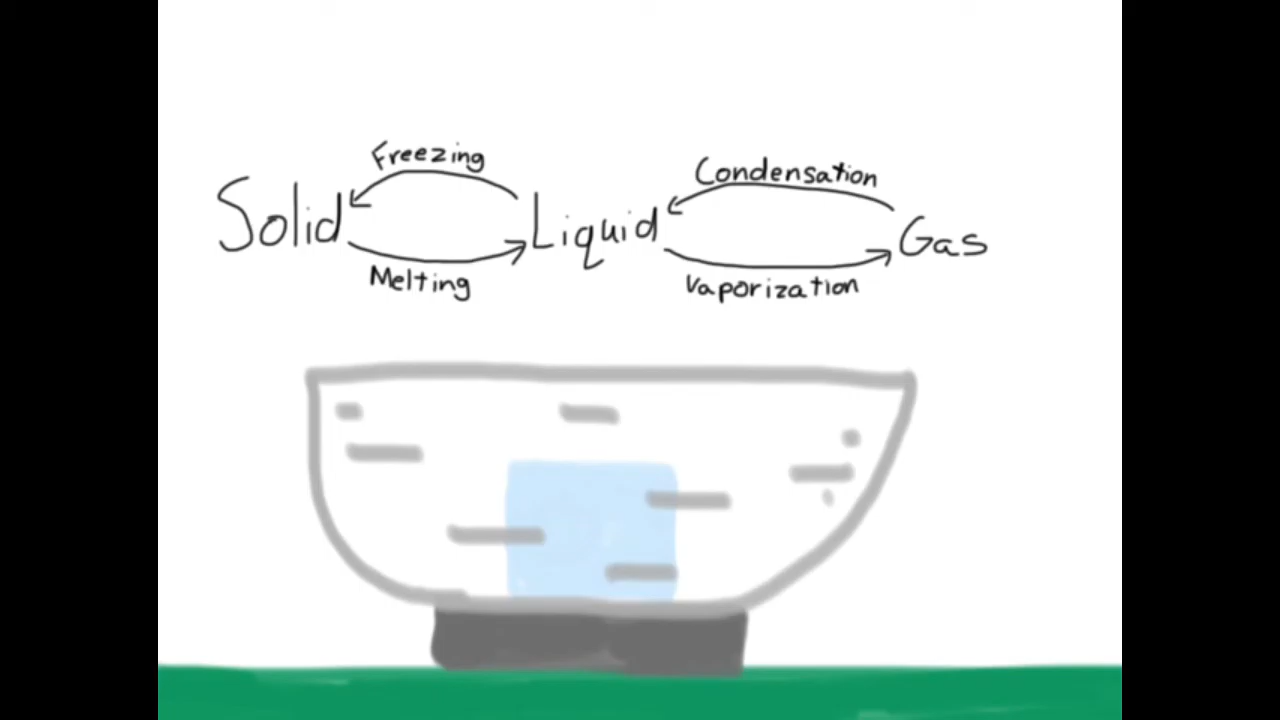 Freezing
Condensation
Solid Liquid Gas
Melting
Vaporization